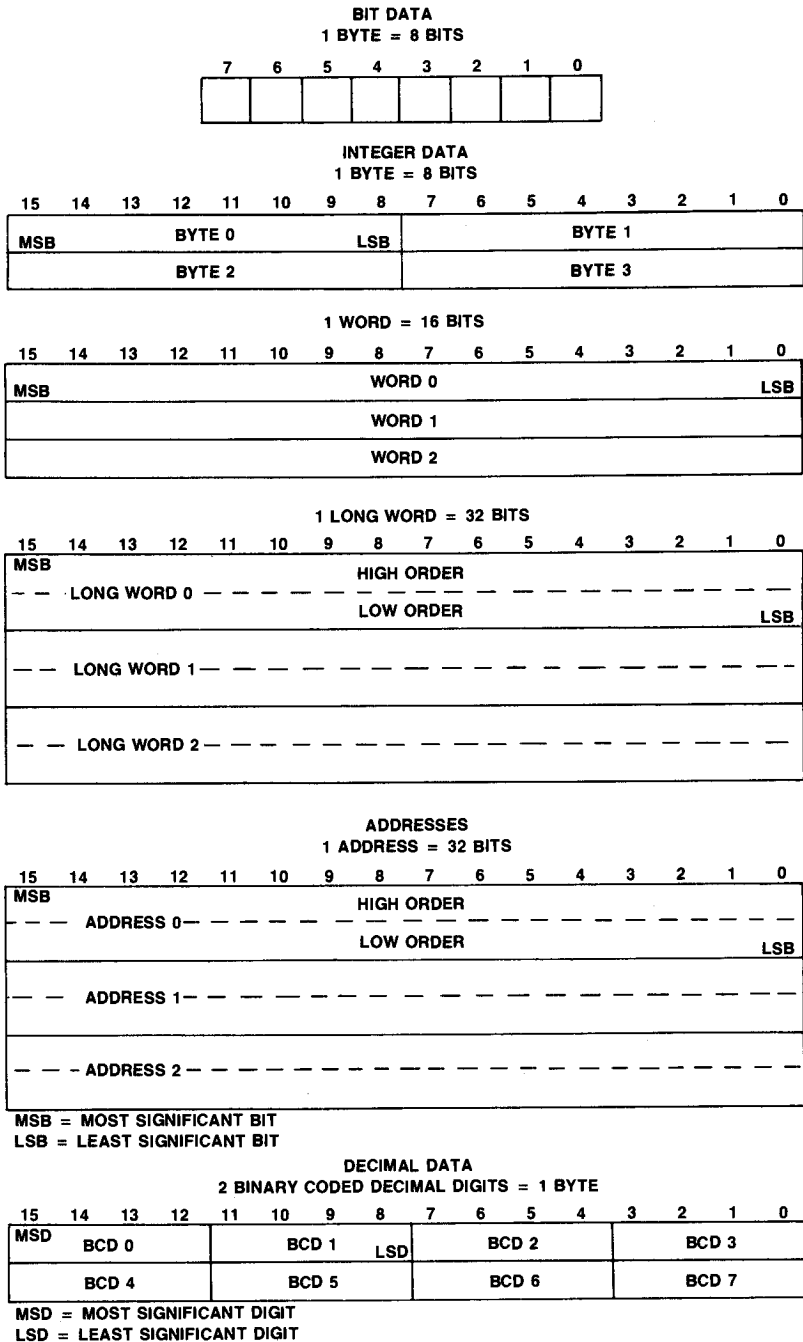 BIT DATA
1 BYTE = 8 BITS
7 6 5 4 3 2 1 0
INTEGER DATA
1 BYTE = 8 BITS
15 14 13 12 11 10 9 8 7 6 5 4 3 2 1 0
MSB BYTE 0 LSB BYTE 1
BYTE 2 BYTE 3
1 WORD = 16 BITS
15 14 13 12 11 10 9 8 7 6 5 4 3 2 1 0
MSB WORD 0 LSB
WORD 1
WORD 2
1 LONG WORD = 32 BITS
15 14 13 12 11 10 9 8 7 6 5 4 3 2 1 0
MSB HIGH ORDER
LONG WORD 0
LOW ORDER LSB
LONG WORD 1
LONG WORD 2
ADDRESSES
1 ADDRESS = 32 BITS
15 14 13 12 11 10 9 8 7 6 5 4 3 2 1 0
MSB HIGH ORDER
ADDRESS 0
LOW ORDER LSB
ADDRESS 1
ADDRESS 2
MSB = MOST SIGNIFICANT BIT
LSB = LEAST SIGNIFICANT BIT
DECIMAL DATA
2 BINARY CODED DECIMAL DIGITS = 1 BYTE
15 14 13 12 11 10 9 8 7 6 5 4 3 2 1 0
MSD BCD 0 BCD 1 LSD BCD 2 BCD 3
BCD 4 BCD 5 BCD 6 BCD 7
MSD = MOST SIGNIFICANT DIGIT
LSD = LEAST SIGNIFICANT DIGIT